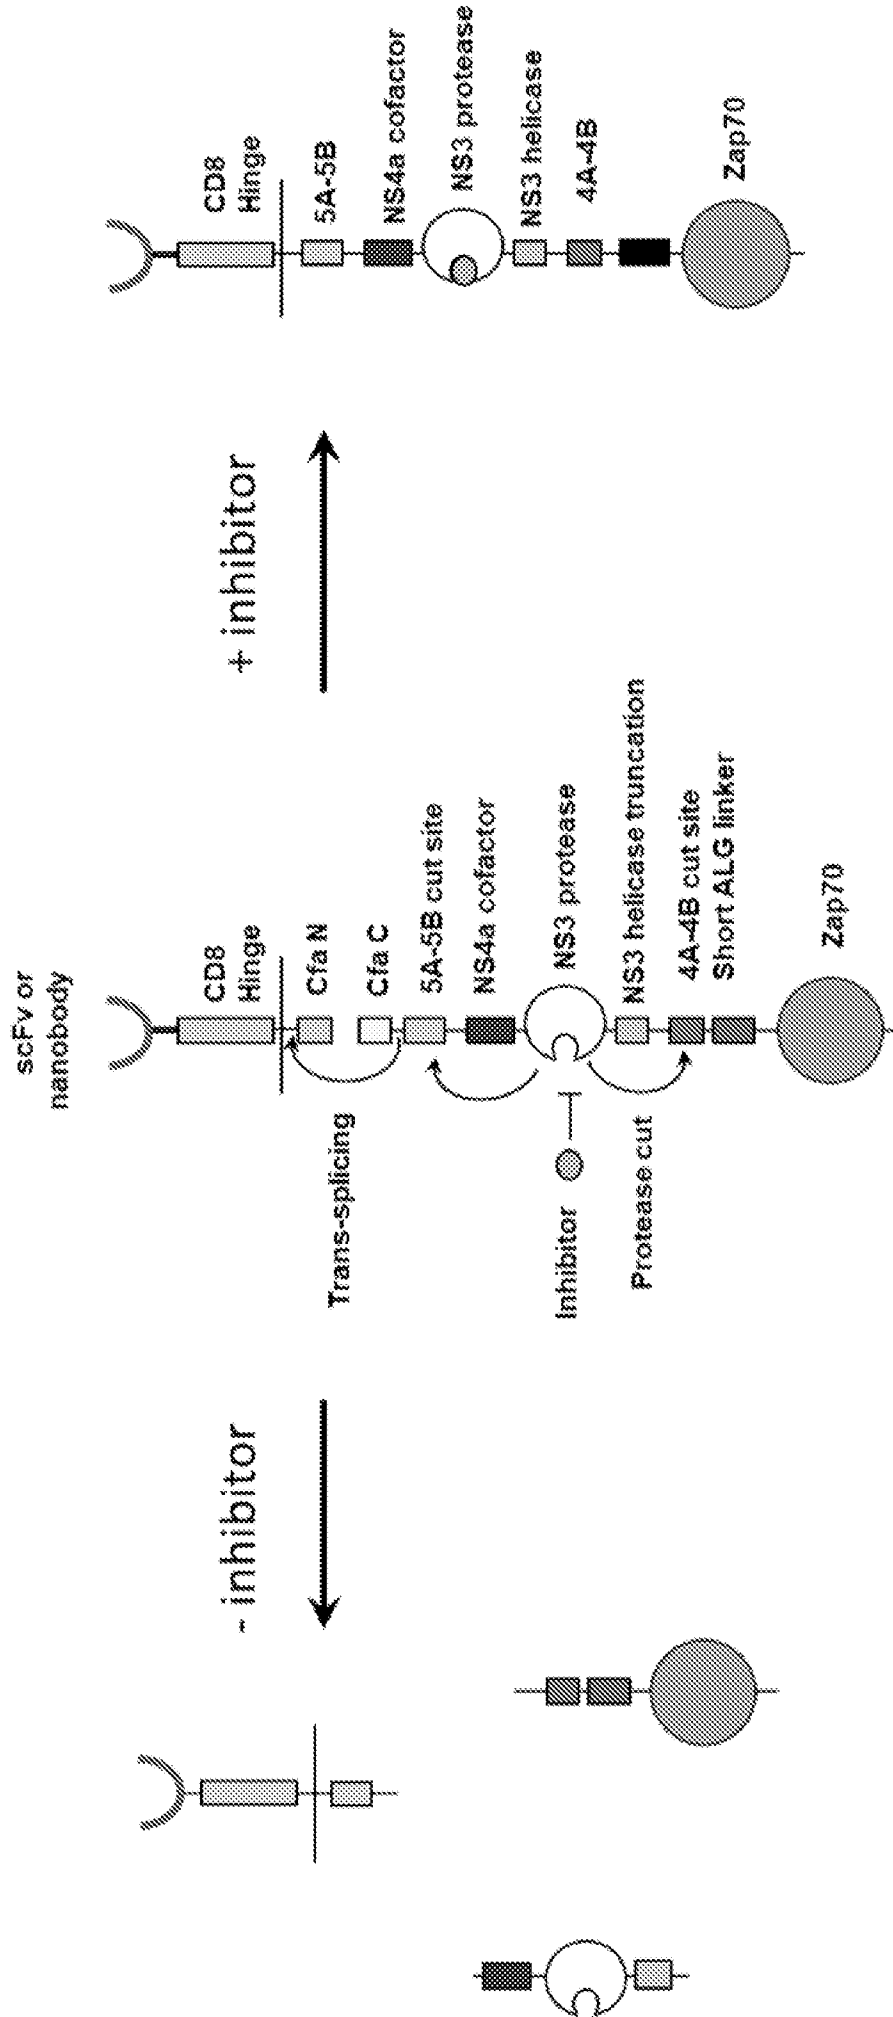 - inhibitor
scFv or
nanobody
CD8
Hinge
Cfa N
Cfa C
5A-5B cut site
NS4a cofactor
NS3 protease
NS3 helicase truncation
4A-4B cut site
Short ALG linker
Zap70
Trans-splicing
Inhibitor
Protease cut
+ inhibitor
CD8
Hinge
5A-5B
NS4a cofactor
NS3 protease
NS3 helicase
4A-4B
Zap70